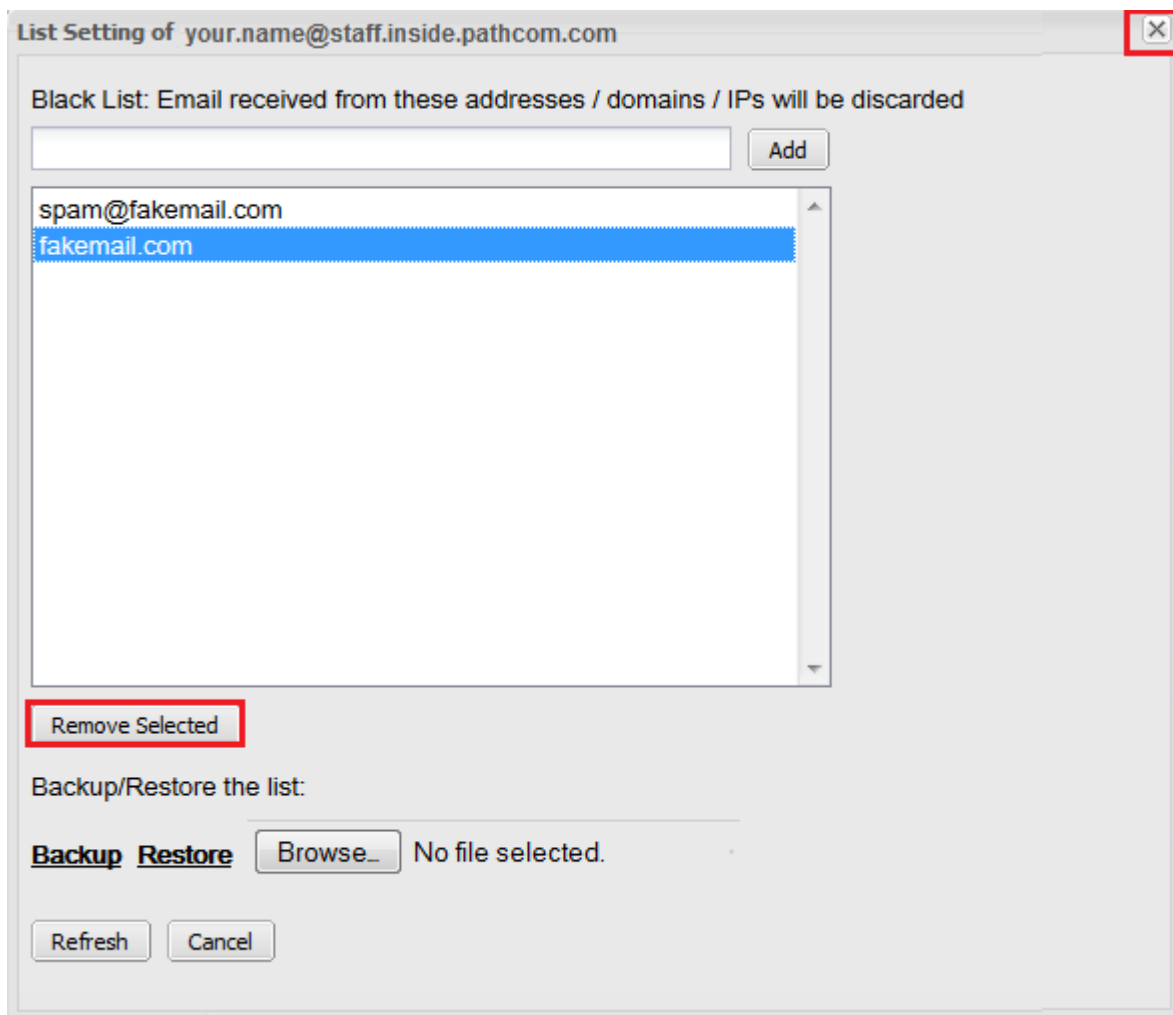 List Setting of your.name@staff.inside.pathcom.com
Black List: Email received from these addresses / domains / IPs will be discarded
Add
spam@fakemail.com
fakemail.com
Remove Selected
Backup/Restore the list:
Backup Restore Browse... No file selected.
Refresh Cancel